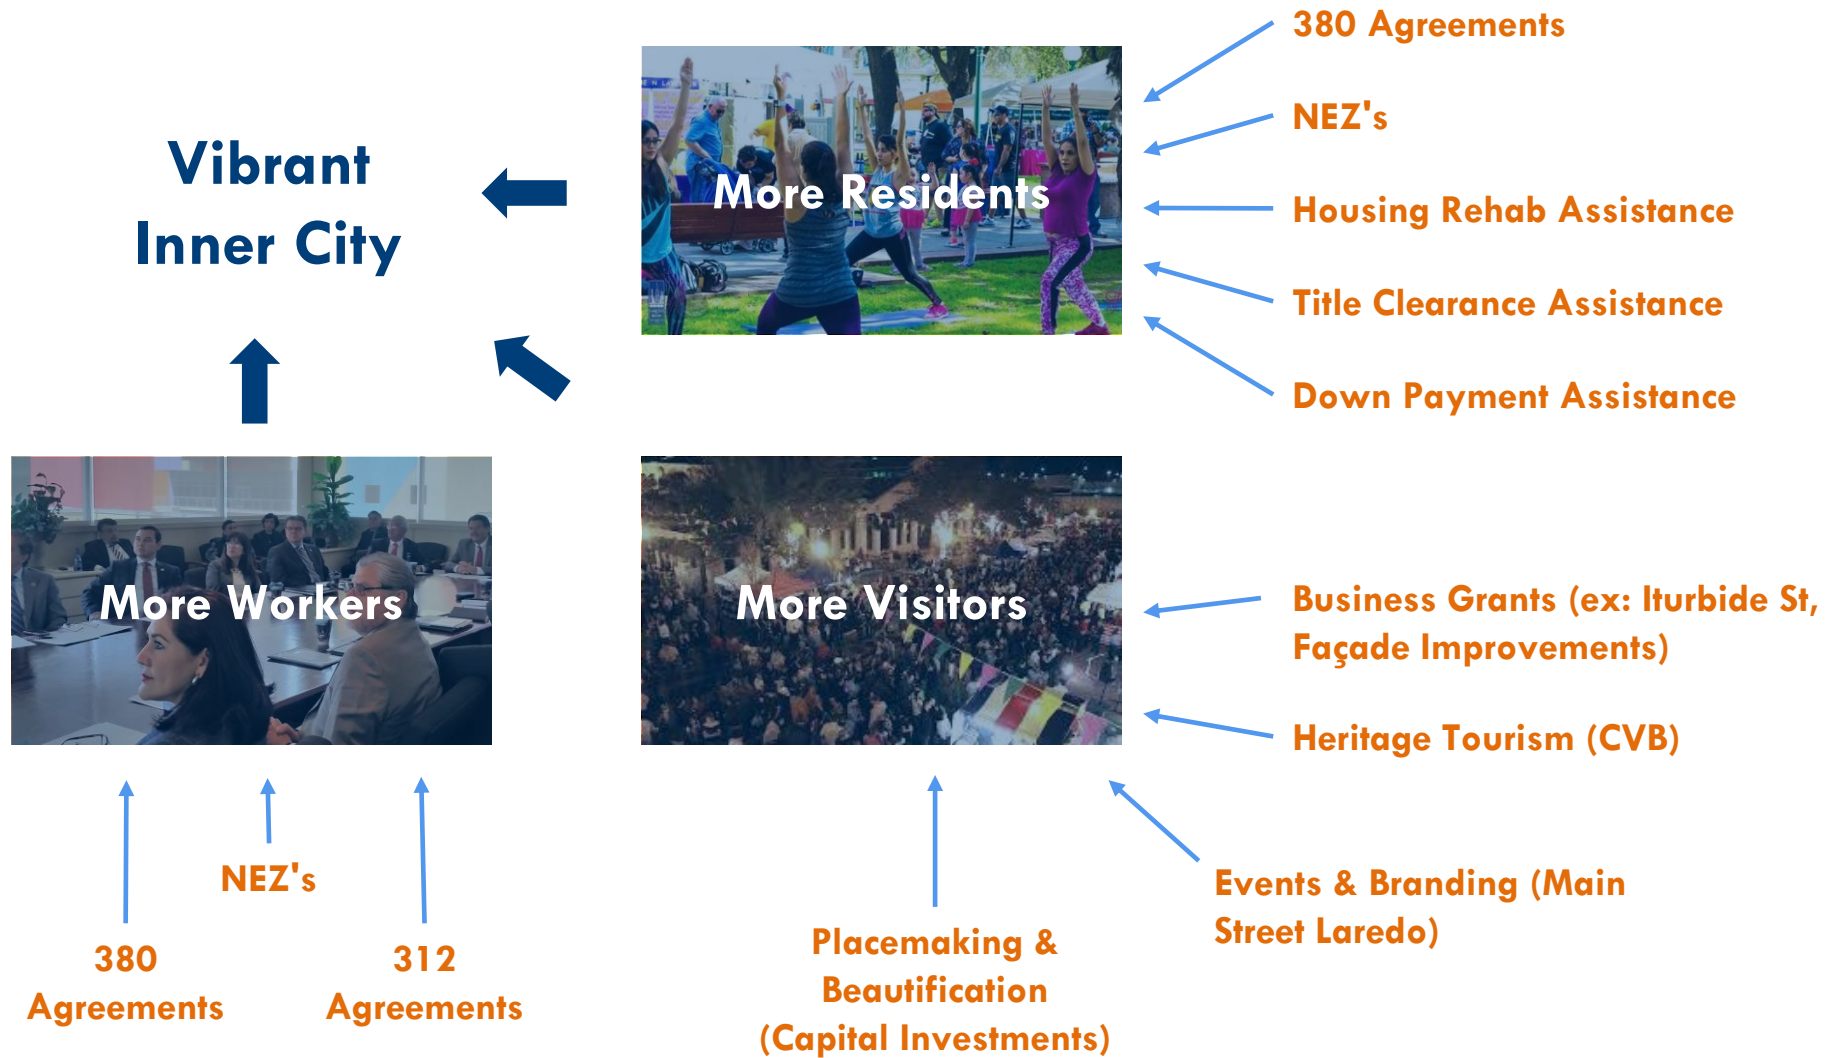 Vibrant
Inner City
More Residents
380 Agreements
NEZ's
Housing Rehab Assistance
Title Clearance Assistance
Down Payment Assistance
More Workers
More Visitors
Business Grants (ex: Iturbide St,
Façade Improvements)
Heritage Tourism (CVB)
Events & Branding (Main
Street Laredo)
Placemaking &
Beautification
(Capital Investments)
NEZ's
380
Agreements
312
Agreements